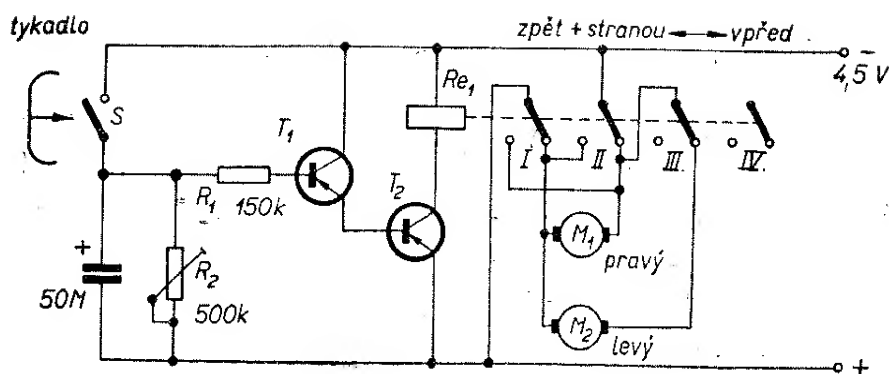 tykadlo
zpět + stranou ⟷ vpřed
−
4,5 V
S
T1
Re1
I
II
III
IV
R1
150k
T2
+
50M
R2
500k
M1
pravý
M2
levý
+